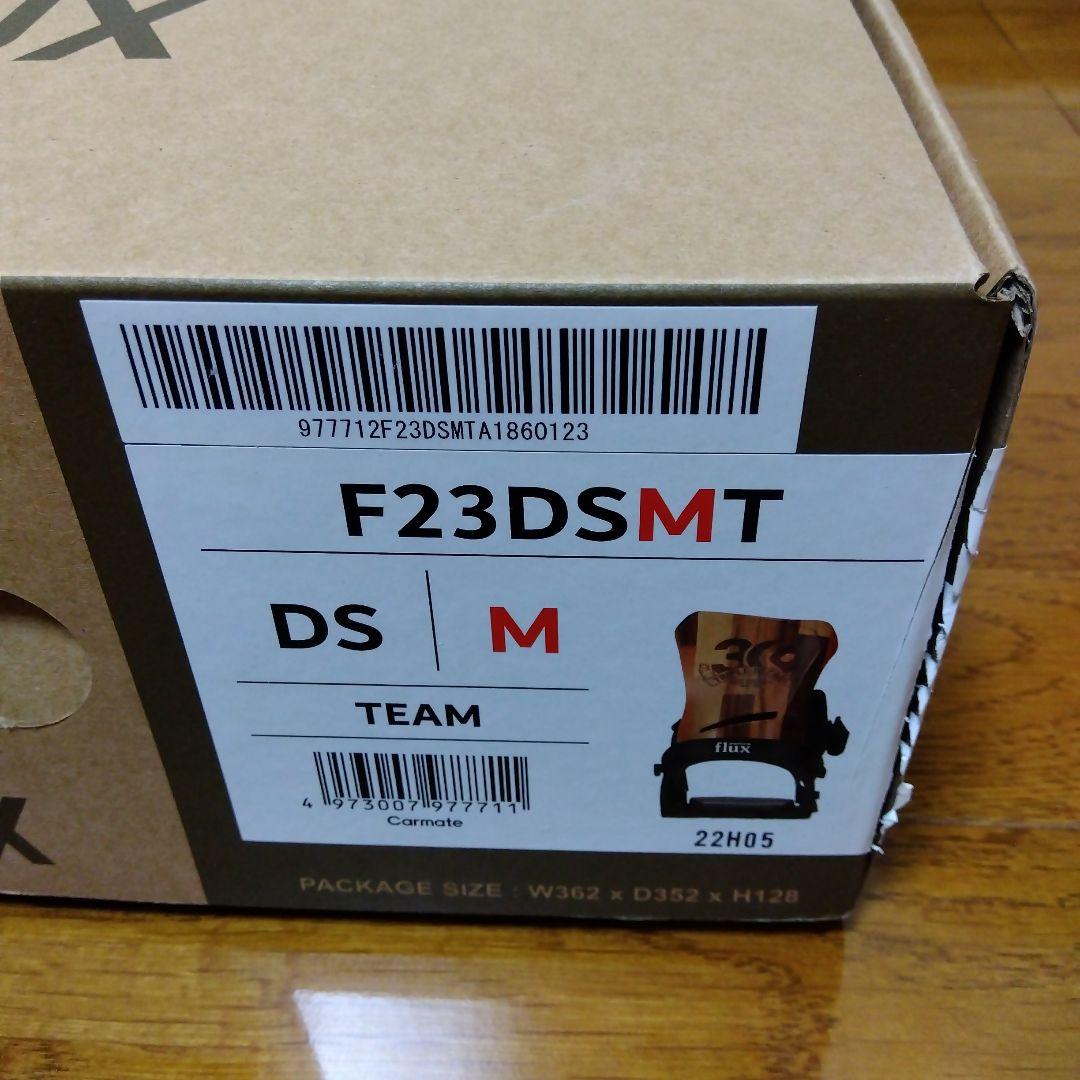 977712F23DSMTA1860123
F23DSMT
DS M
TEAM
4 973007 977711
Carmate
flux
22H05
PACKAGE SIZE : W362 x D352 x H128